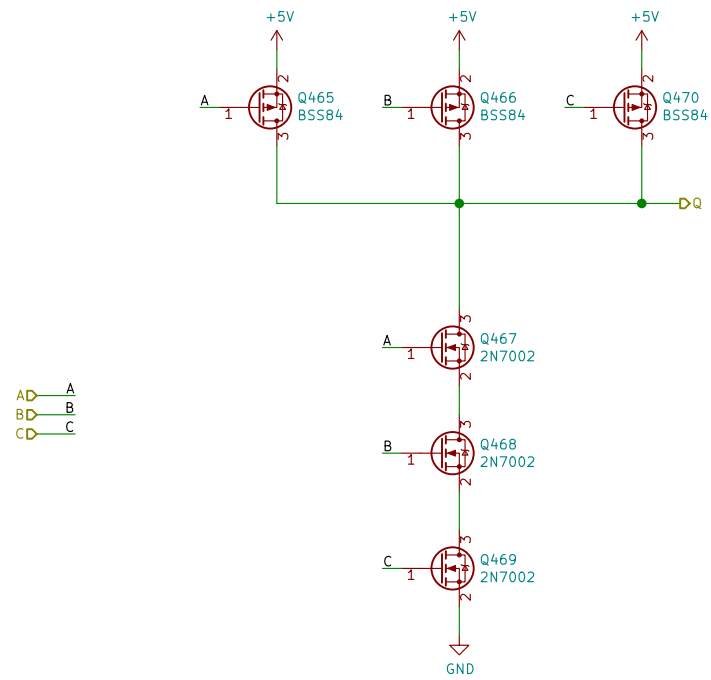 +5V +5V +5V
2 2 2
A Q465 B Q466 C Q470
1 BSS84 1 BSS84 1 BSS84
3 3 3
Q
3
A Q467
1 2N7002
2
A A
B B
C C
3
B Q468
1 2N7002
2
3
C Q469
1 2N7002
2
GND